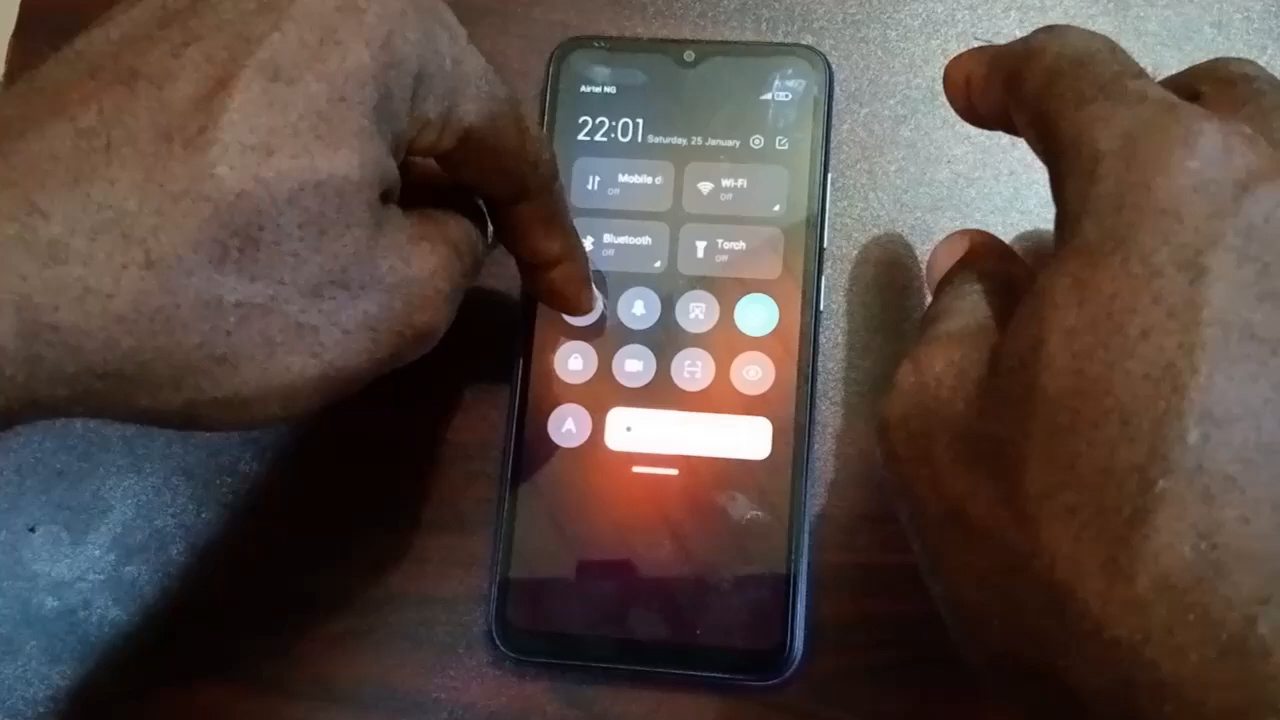 Airtel NG
22:01 Saturday, 25 January
Mobile d
Off
Wi-Fi
Off
Bluetooth
Off
Torch
Off
A